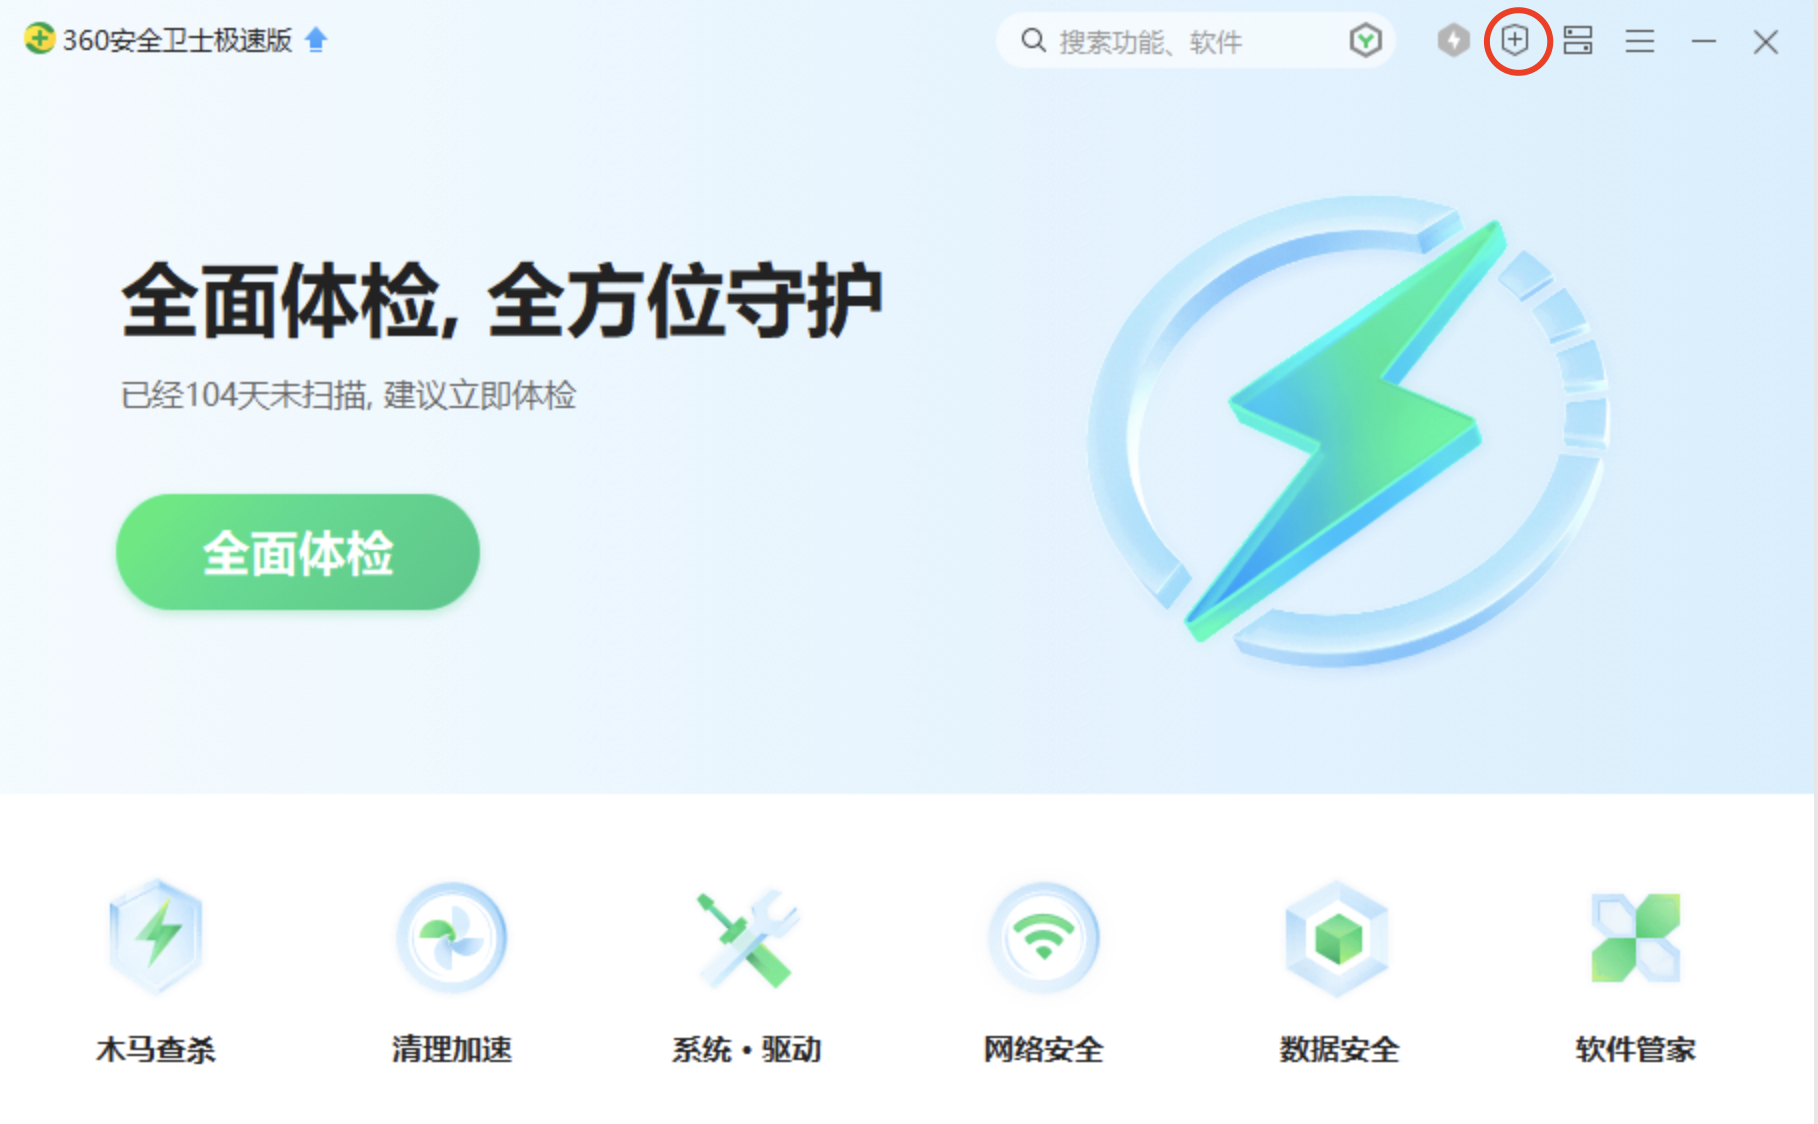 360安全卫士极速版
搜索功能、软件
全面体检, 全方位守护
已经104天未扫描, 建议立即体检
全面体检
木马查杀
清理加速
系统·驱动
网络安全
数据安全
软件管家